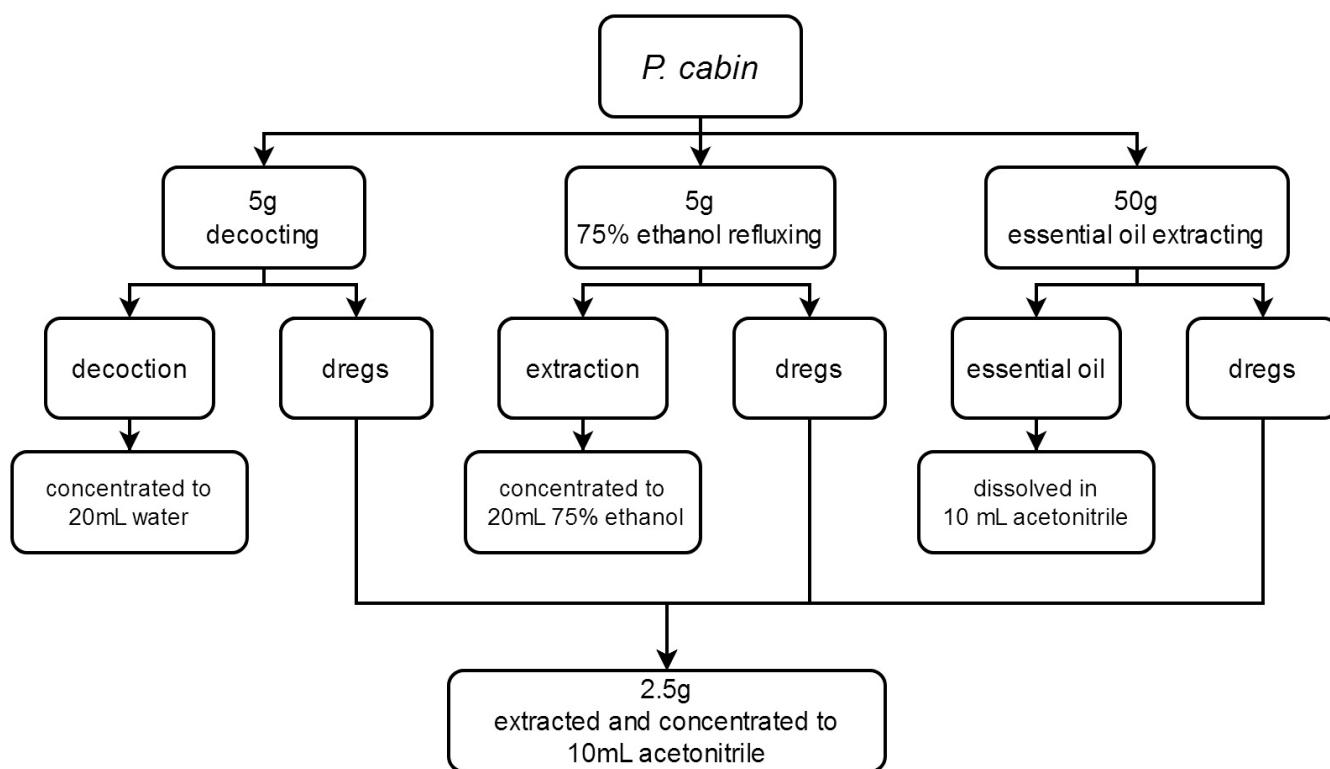 P. cabin
5g
decocting
5g
75% ethanol refluxing
50g
essential oil extracting
decoction
dregs
extraction
dregs
essential oil
dregs
concentrated to
20mL water
concentrated to
20mL 75% ethanol
dissolved in
10 mL acetonitrile
2.5g
extracted and concentrated to
10mL acetonitrile